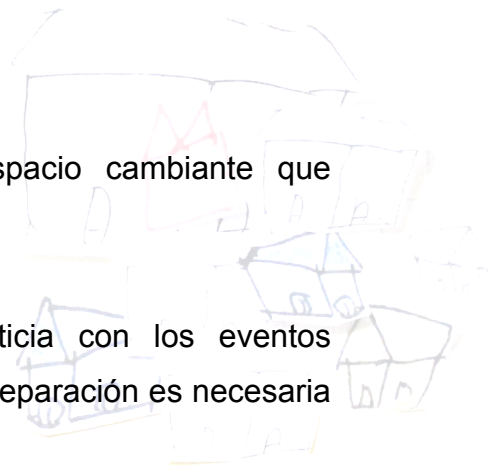 spacio cambiante que
ticia con los eventos
eparación es necesaria